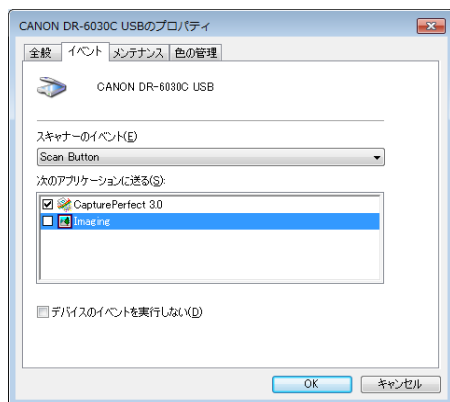 CANON DR-6030C USBのプロパティ
全般 イベント メンテナンス 色の管理
CANON DR-6030C USB
スキャナーのイベント(E)
Scan Button
次のアプリケーションに送る(S):
CapturePerfect 3.0
Imaging
デバイスのイベントを実行しない(D)
OK キャンセル